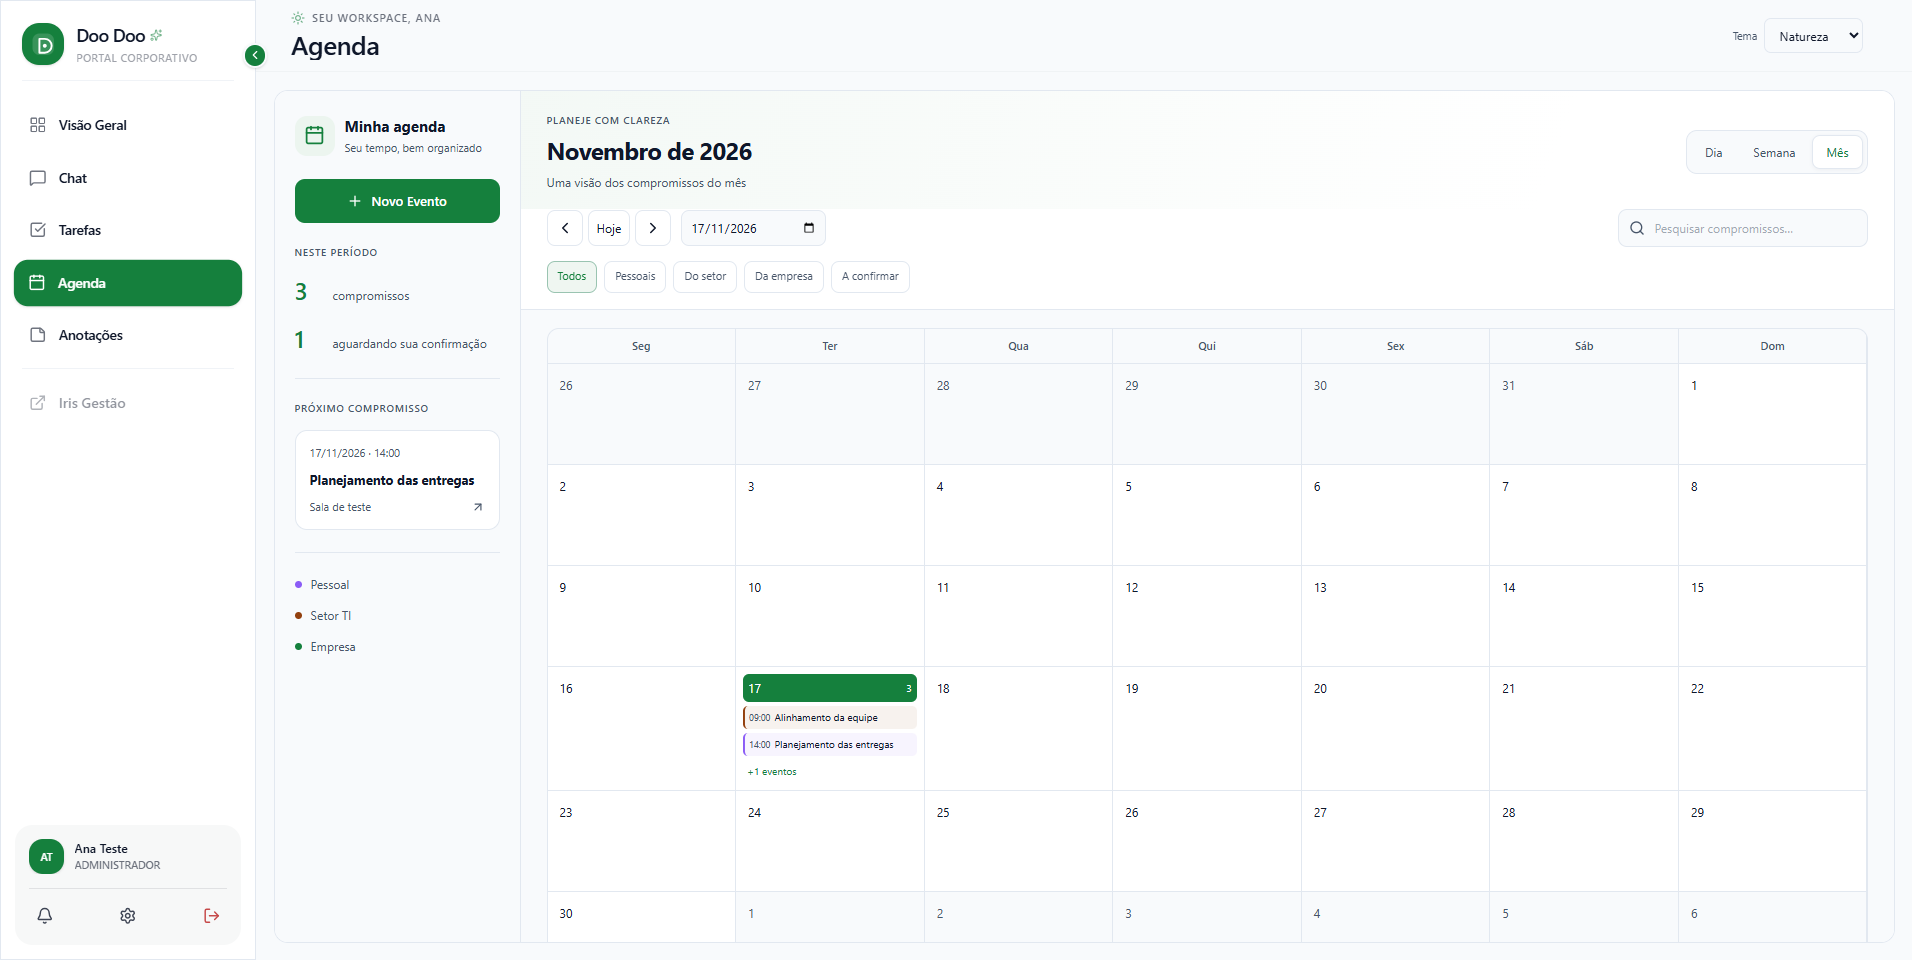 Doo Doo
PORTAL CORPORATIVO
Visão Geral
Chat
Tarefas
Agenda
Anotações
Iris Gestão
AT
Ana Teste
ADMINISTRADOR
SEU WORKSPACE, ANA
Agenda
Tema
Natureza
Minha agenda
Seu tempo, bem organizado
Novo Evento
NESTE PERÍODO
3 compromissos
1 aguardando sua confirmação
PRÓXIMO COMPROMISSO
17/11/2026 · 14:00
Planejamento das entregas
Sala de teste
Pessoal
Setor TI
Empresa
PLANEJE COM CLAREZA
Novembro de 2026
Uma visão dos compromissos do mês
Dia Semana Mês
Hoje
17/11/2026
Pesquisar compromissos...
Todos Pessoais Do setor Da empresa A confirmar
Seg Ter Qua Qui Sex Sáb Dom
26 27 28 29 30 31 1
2 3 4 5 6 7 8
9 10 11 12 13 14 15
16 17 3 18 19 20 21 22
09:00 Alinhamento da equipe
14:00 Planejamento das entregas
+1 eventos
23 24 25 26 27 28 29
30 1 2 3 4 5 6